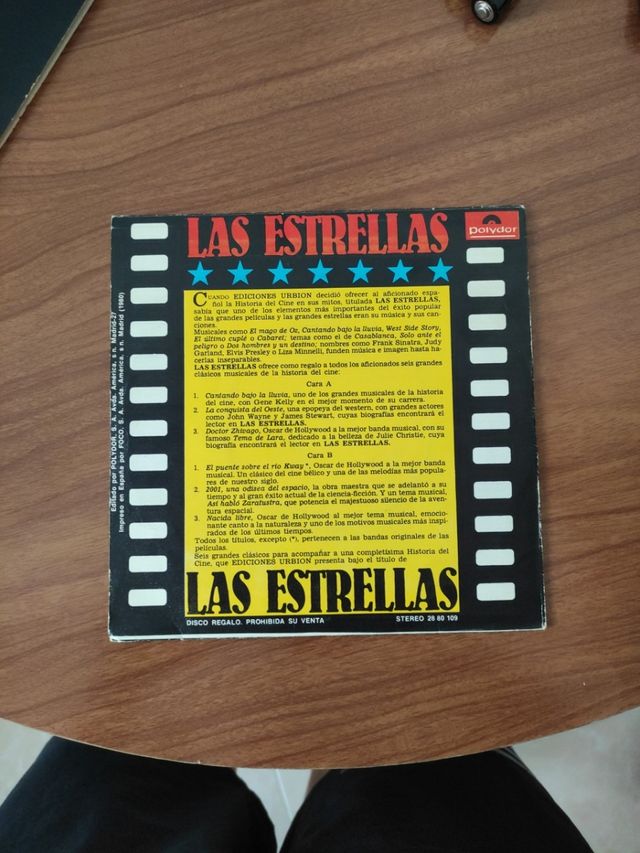 LAS ESTRELLAS
Polydor
CUANDO EDICIONES URBION decidió ofrecer al aficionado espa-
ñol la Historia del Cine en sus mitos, titulada LAS ESTRELLAS,
sabía que uno de los elementos más importantes del éxito popular
de las grandes películas y las grandes estrellas eran su música y sus can-
ciones.
Musicales como El mago de Oz, Cantando bajo la lluvia, West Side Story,
El último cuplé o Cabaret; temas como el de Casablanca, Solo ante el
peligro o Dos hombres y un destino; nombres como Frank Sinatra, Judy
Garland, Elvis Presley o Liza Minnelli, funden música e imagen hasta ha-
cerlas inseparables.
LAS ESTRELLAS ofrece como regalo a todos los aficionados seis grandes
clásicos musicales de la historia del cine:
Cara A
1. Cantando bajo la lluvia, uno de los grandes musicales de la historia
del cine, con Gene Kelly en el mejor momento de su carrera.
2. La conquista del Oeste, una epopeya del western, con grandes actores
como John Wayne y James Stewart, cuyas biografías encontrará el
lector en LAS ESTRELLAS.
3. Doctor Zhivago, Oscar de Hollywood a la mejor banda musical, con su
famoso Tema de Lara, dedicado a la belleza de Julie Christie, cuya
biografía encontrará el lector en LAS ESTRELLAS.
Cara B
1. El puente sobre el río Kway *, Oscar de Hollywood a la mejor banda
musical. Un clásico del cine bélico y una de las melodías más popula-
res de nuestro siglo.
2. 2001, una odisea del espacio, la obra maestra que se adelantó a su
tiempo y al gran éxito actual de la ciencia-ficción. Y un tema musical,
Así habló Zaratustra, que potencia el majestuoso silencio de la aven-
tura espacial.
3. Nacida libre, Oscar de Hollywood al mejor tema musical, emocio-
nante canto a la naturaleza y uno de los motivos musicales más inspi-
rados de los últimos tiempos.
Todos los títulos, excepto (*), pertenecen a las bandas originales de las
películas.
Seis grandes clásicos para acompañar a una completísima Historia del
Cine, que EDICIONES URBION presenta bajo el título de
LAS ESTRELLAS
DISCO REGALO. PROHIBIDA SU VENTA
STEREO 28 80 109
Editado por POLYDOR, S. A. Avda. América, s n. Madrid-27
Impreso en España por FOCO, S. A. Avda. América, s n. Madrid (1980)